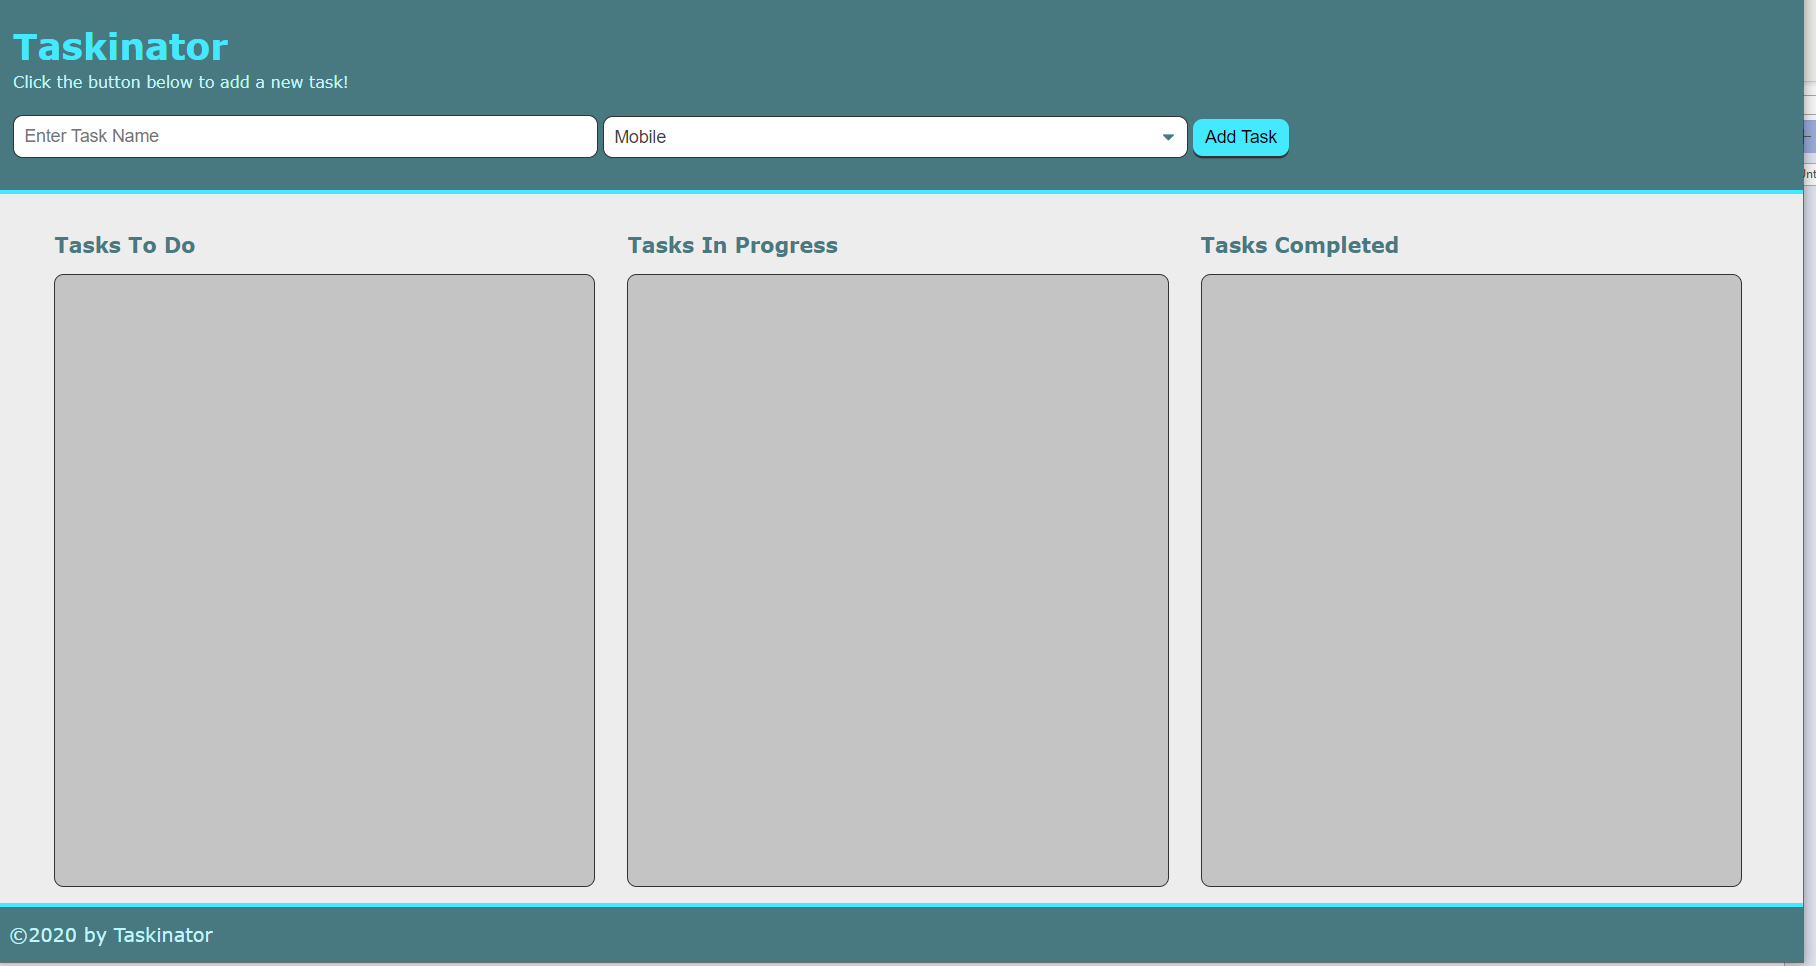 Taskinator
Click the button below to add a new task!
Enter Task Name
Mobile
Add Task
Tasks To Do
Tasks In Progress
Tasks Completed
©2020 by Taskinator